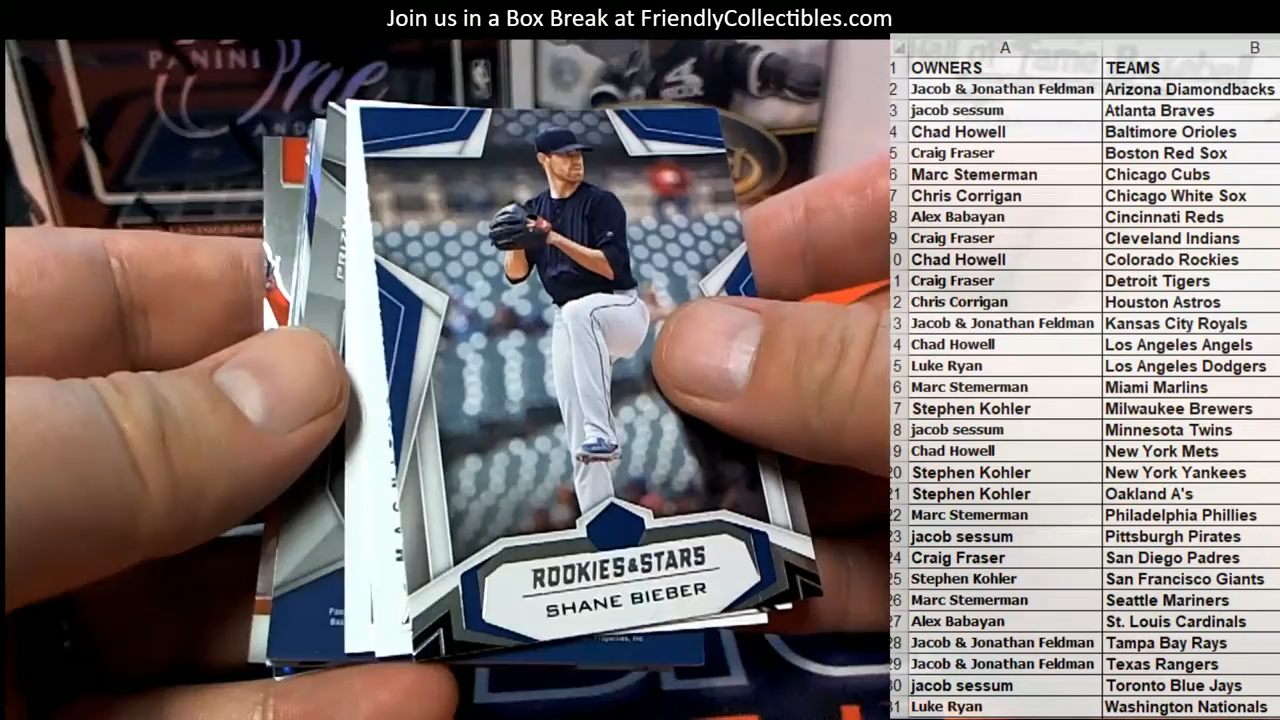 Join us in a Box Break at FriendlyCollectibles.com
PANINI
One
AND
PRIZM
ROOKIES&STARS
SHANE BIEBER
A B
1 OWNERS TEAMS
2 Jacob & Jonathan Feldman Arizona Diamondbacks
3 jacob sessum Atlanta Braves
4 Chad Howell Baltimore Orioles
5 Craig Fraser Boston Red Sox
6 Marc Stemerman Chicago Cubs
7 Chris Corrigan Chicago White Sox
8 Alex Babayan Cincinnati Reds
9 Craig Fraser Cleveland Indians
0 Chad Howell Colorado Rockies
1 Craig Fraser Detroit Tigers
2 Chris Corrigan Houston Astros
3 Jacob & Jonathan Feldman Kansas City Royals
4 Chad Howell Los Angeles Angels
5 Luke Ryan Los Angeles Dodgers
6 Marc Stemerman Miami Marlins
7 Stephen Kohler Milwaukee Brewers
8 jacob sessum Minnesota Twins
9 Chad Howell New York Mets
20 Stephen Kohler New York Yankees
21 Stephen Kohler Oakland A's
22 Marc Stemerman Philadelphia Phillies
23 jacob sessum Pittsburgh Pirates
24 Craig Fraser San Diego Padres
25 Stephen Kohler San Francisco Giants
26 Marc Stemerman Seattle Mariners
27 Alex Babayan St. Louis Cardinals
28 Jacob & Jonathan Feldman Tampa Bay Rays
29 Jacob & Jonathan Feldman Texas Rangers
30 jacob sessum Toronto Blue Jays
31 Luke Ryan Washington Nationals